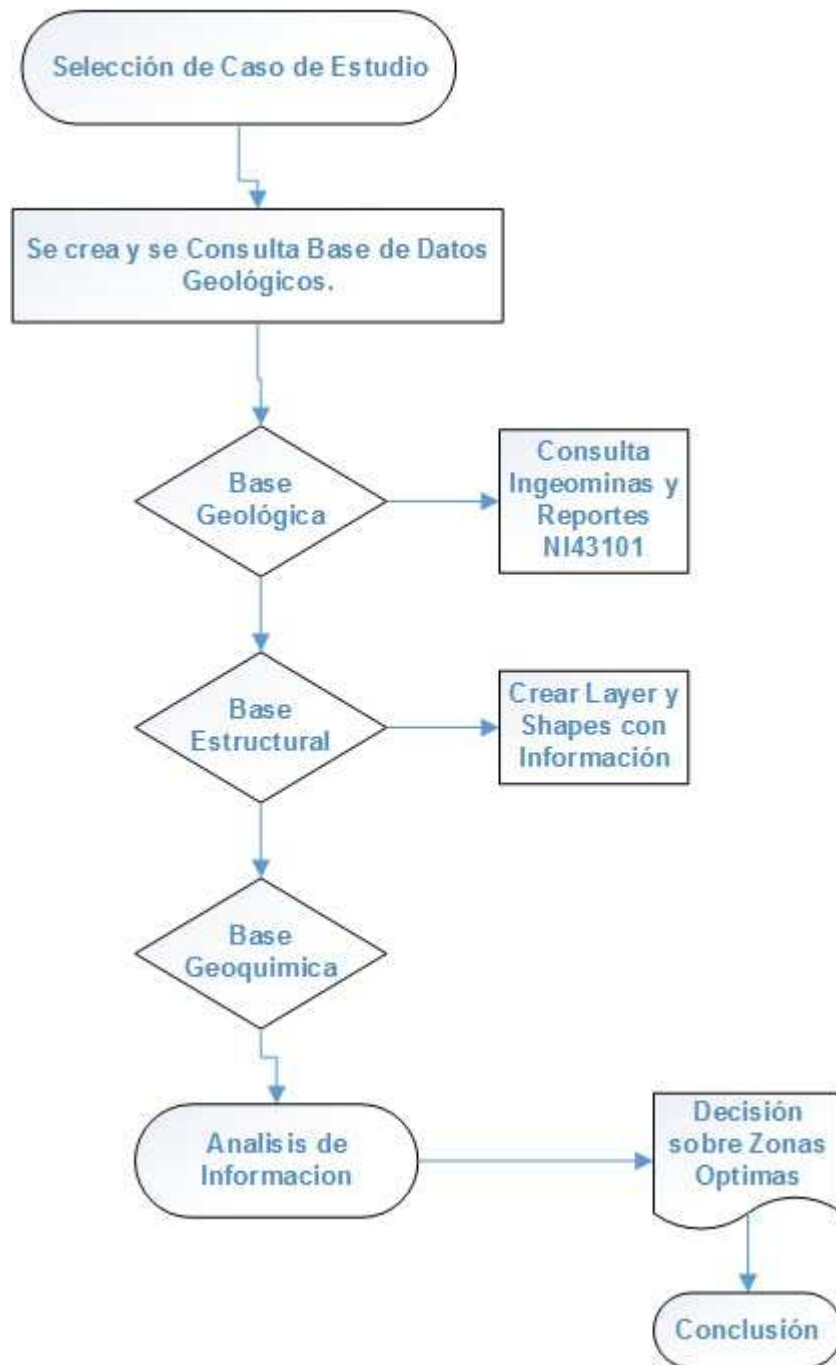 Selección de Caso de Estudio
Se crea y se Consulta Base de Datos
Geológicos.
Base
Geológica
Consulta
Ingeominas y
Reportes
NI43101
Base
Estructural
Crear Layer y
Shapes con
Información
Base
Geoquimica
Analisis de
Informacion
Decisión
sobre Zonas
Optimas
Conclusión